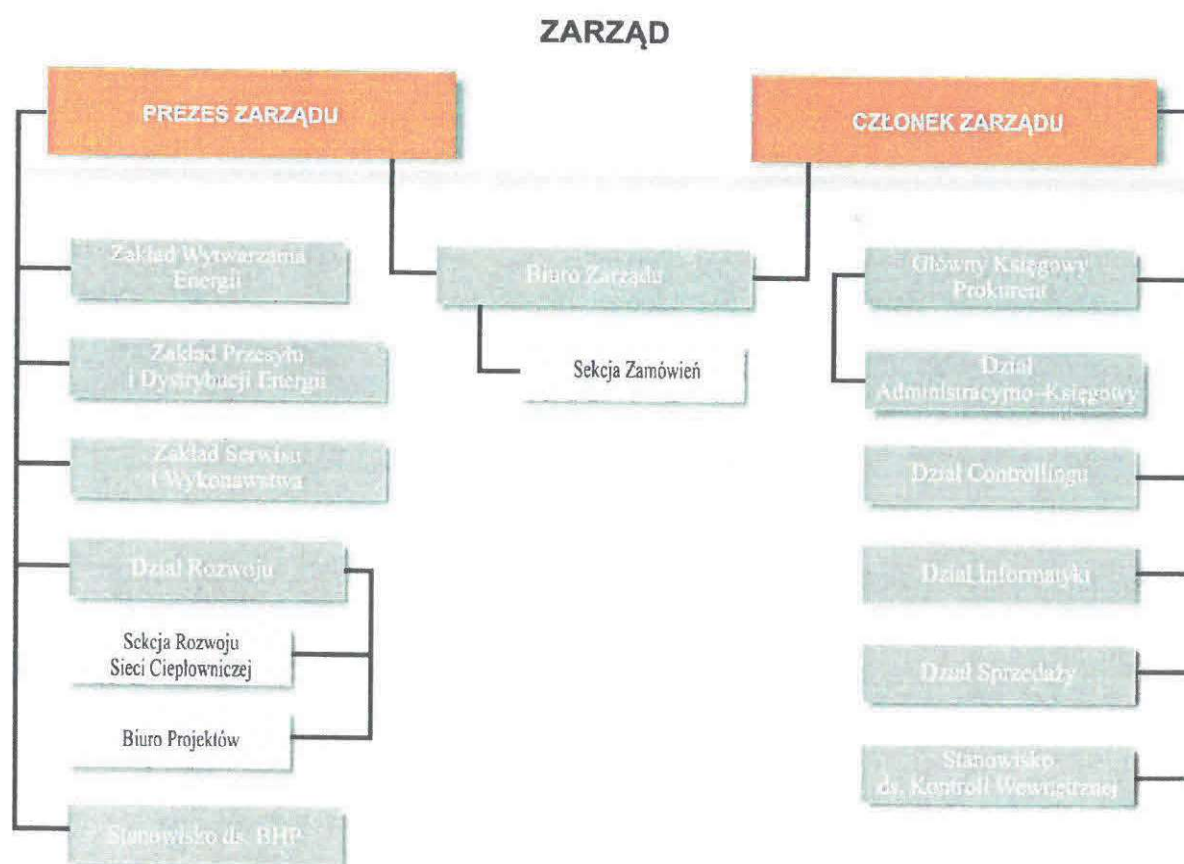 ZARZĄD
PREZES ZARZĄDU
CZŁONEK ZARZĄDU
Zakład Wytwarzania
Energii
Biuro Zarządu
Główny Księgowy
Prokurent
Zakład Przesyłu
i Dystrybucji Energii
Sekcja Zamówień
Dział
Administracyjno-Księgowy
Zakład Serwisu
i Wykonawstwa
Dział Controllingu
Dział Rozwoju
Dział Informatyki
Sekcja Rozwoju
Sieci Ciepłowniczej
Dział Sprzedaży
Biuro Projektów
Stanowisko
ds. Kontroli Wewnętrznej
Stanowisko ds. BHP